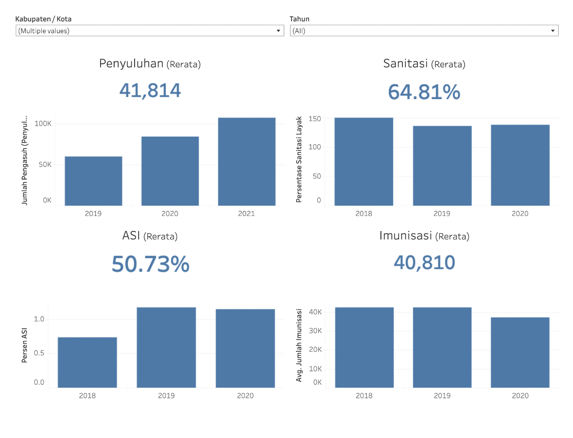 Kabupaten / Kota
Tahun
(Multiple values)
(All)
Penyuluhan (Rerata)
41,814
Jumlah Pengasuh (Penyul...
100K
50K
0K
2019
2020
2021
Sanitasi (Rerata)
64.81%
Persentase Sanitasi Layak
150
100
50
0
2018
2019
2020
ASI (Rerata)
50.73%
Persen ASI
1.0
0.5
0.0
2018
2019
2020
Imunisasi (Rerata)
40,810
Avg. Jumlah Imunisasi
40K
30K
20K
10K
0K
2018
2019
2020